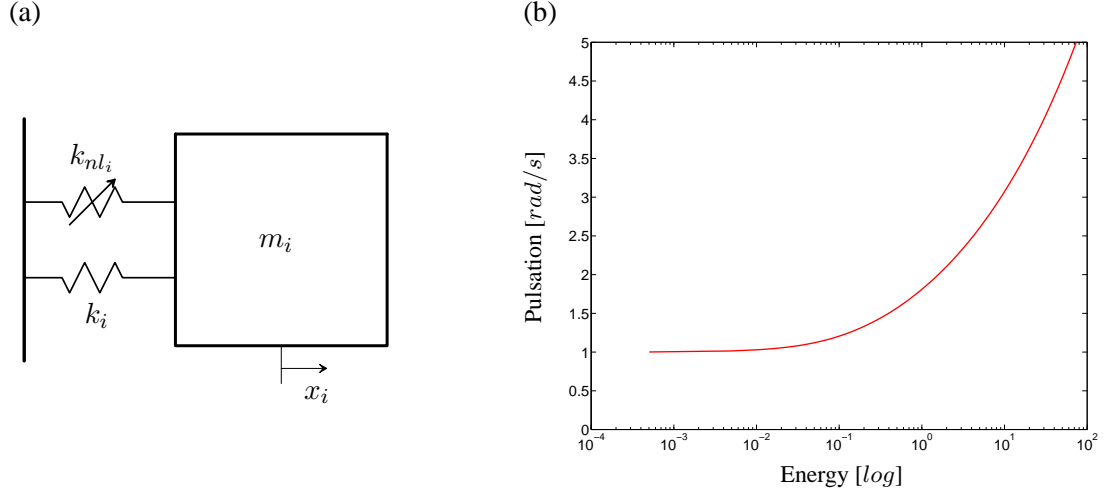 (a)
k_{nl_i}
m_i
k_i
x_i
(b)
Pulsation [rad/s]
5
4.5
4
3.5
3
2.5
2
1.5
1
0.5
0
10^{-4} 10^{-3} 10^{-2} 10^{-1} 10^{0} 10^{1} 10^{2}
Energy [log]